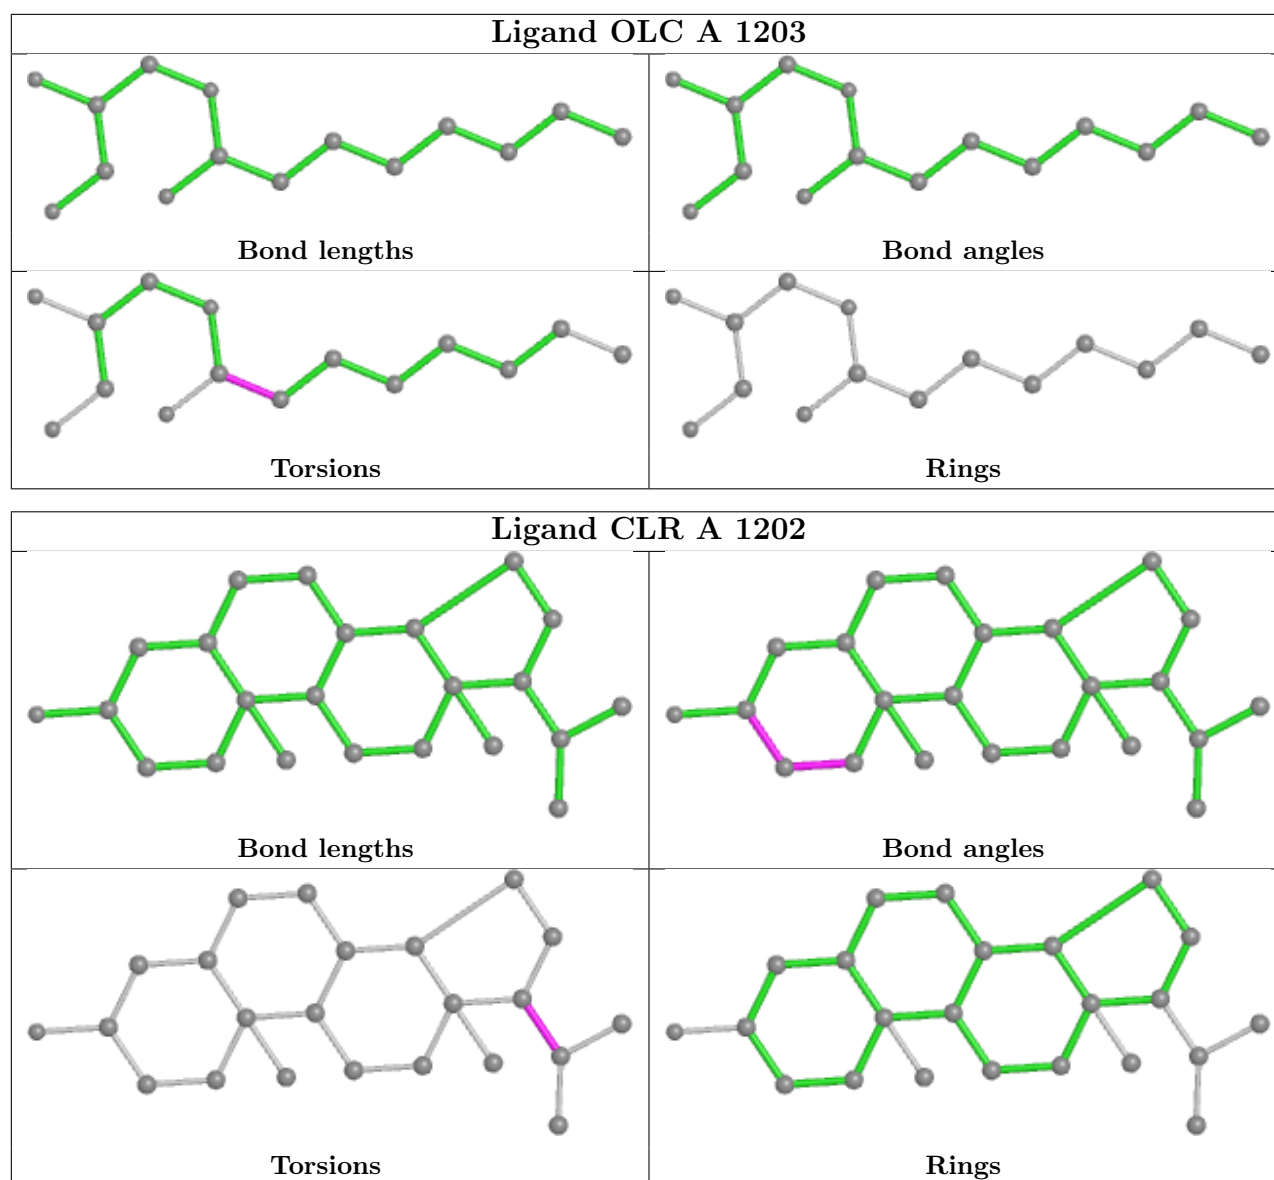 Ligand OLC A 1203
Bond lengths
Bond angles
Torsions
Rings
Ligand CLR A 1202
Bond lengths
Bond angles
Torsions
Rings